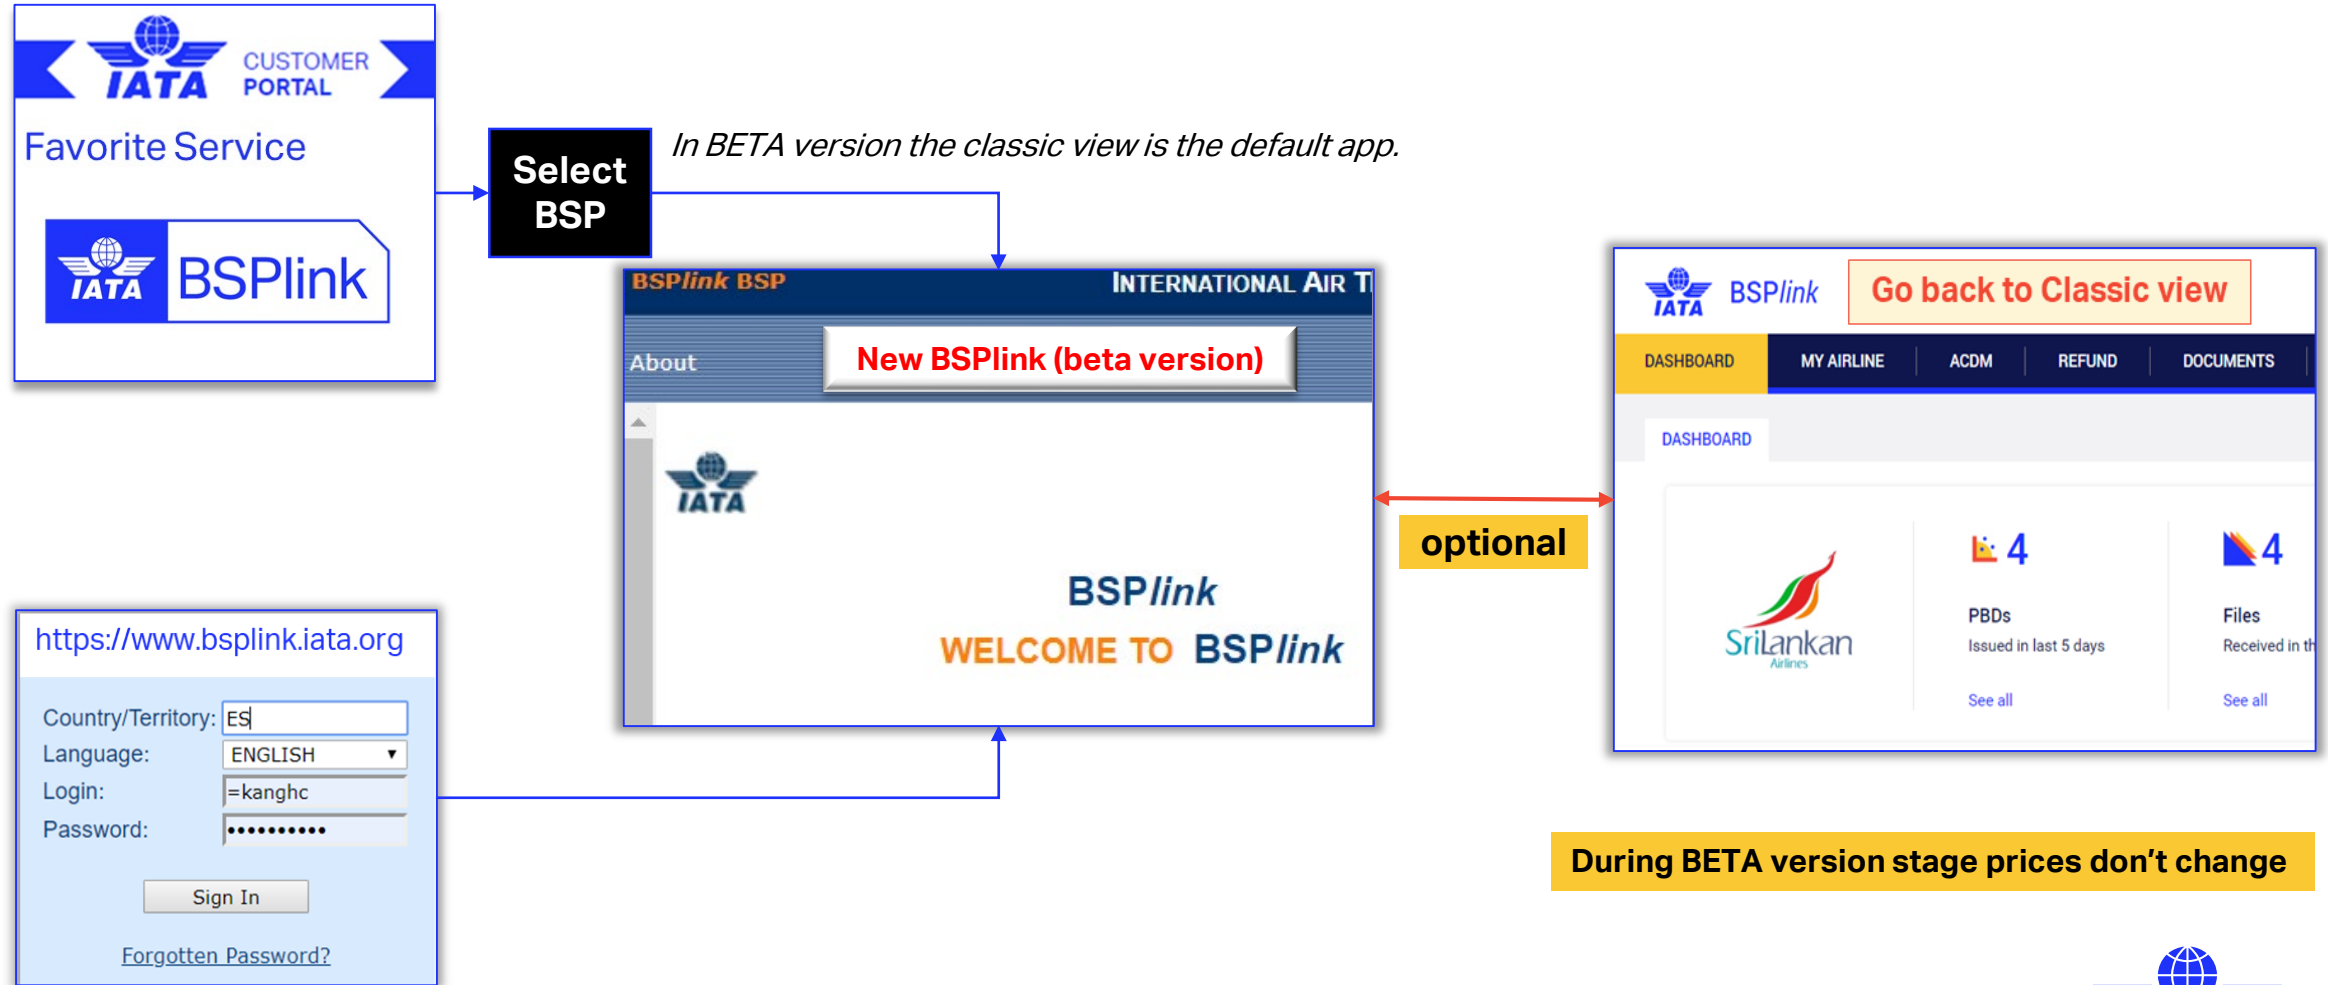 IATA
CUSTOMER
PORTAL
Favorite Service
IATA
BSPlink
Select
BSP
In BETA version the classic view is the default app.
BSPlink BSP
INTERNATIONAL AIR T
About
New BSPlink (beta version)
IATA
BSPlink
WELCOME TO BSPlink
optional
IATA
BSPlink
Go back to Classic view
DASHBOARD
MY AIRLINE
ACDM
REFUND
DOCUMENTS
DASHBOARD
SriLankan
Airlines
4
PBDs
Issued in last 5 days
See all
4
Files
Received in th
See all
https://www.bsplink.iata.org
Country/Territory: ES
Language: ENGLISH
Login: =kanghc
Password: ••••••••••
Sign In
Forgotten Password?
During BETA version stage prices don’t change